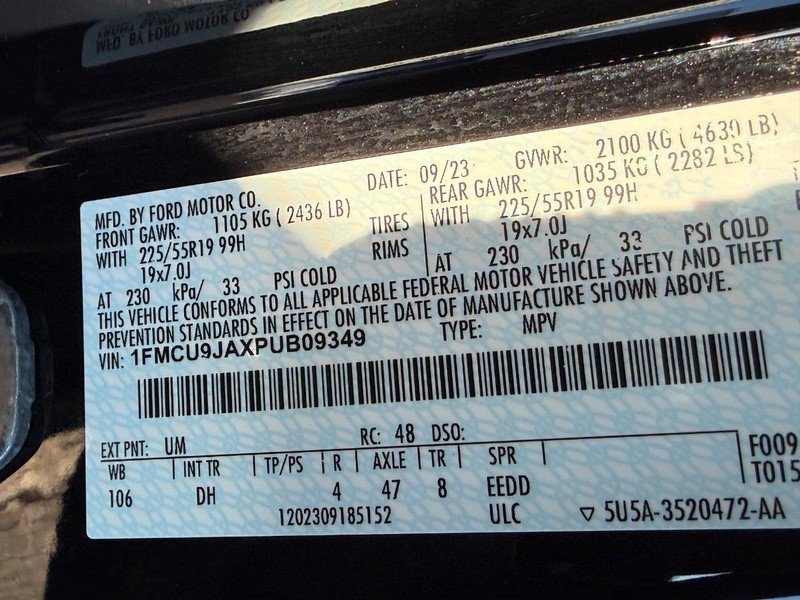 MFD. BY FORD MOTOR CO.
DATE: 09/23 GVWR: 2100 KG ( 4630 LB)
FRONT GAWR: 1105 KG ( 2436 LB) REAR GAWR: 1035 KG ( 2282 LB)
WITH 225/55R19 99H TIRES WITH 225/55R19 99H
19x7.0J RIMS 19x7.0J
AT 230 kPa/ 33 PSI COLD AT 230 kPa/ 33 PSI COLD
THIS VEHICLE CONFORMS TO ALL APPLICABLE FEDERAL MOTOR VEHICLE SAFETY AND THEFT
PREVENTION STANDARDS IN EFFECT ON THE DATE OF MANUFACTURE SHOWN ABOVE.
VIN: 1FMCU9JAXPUB09349 TYPE: MPV
EXT PNT: UM RC: 48 DSO:
WB INT TR TP/PS R AXLE TR SPR
106 DH 4 47 8 EEDD
F009
T015
1202309185152 ULC ▽ 5U5A-3520472-AA